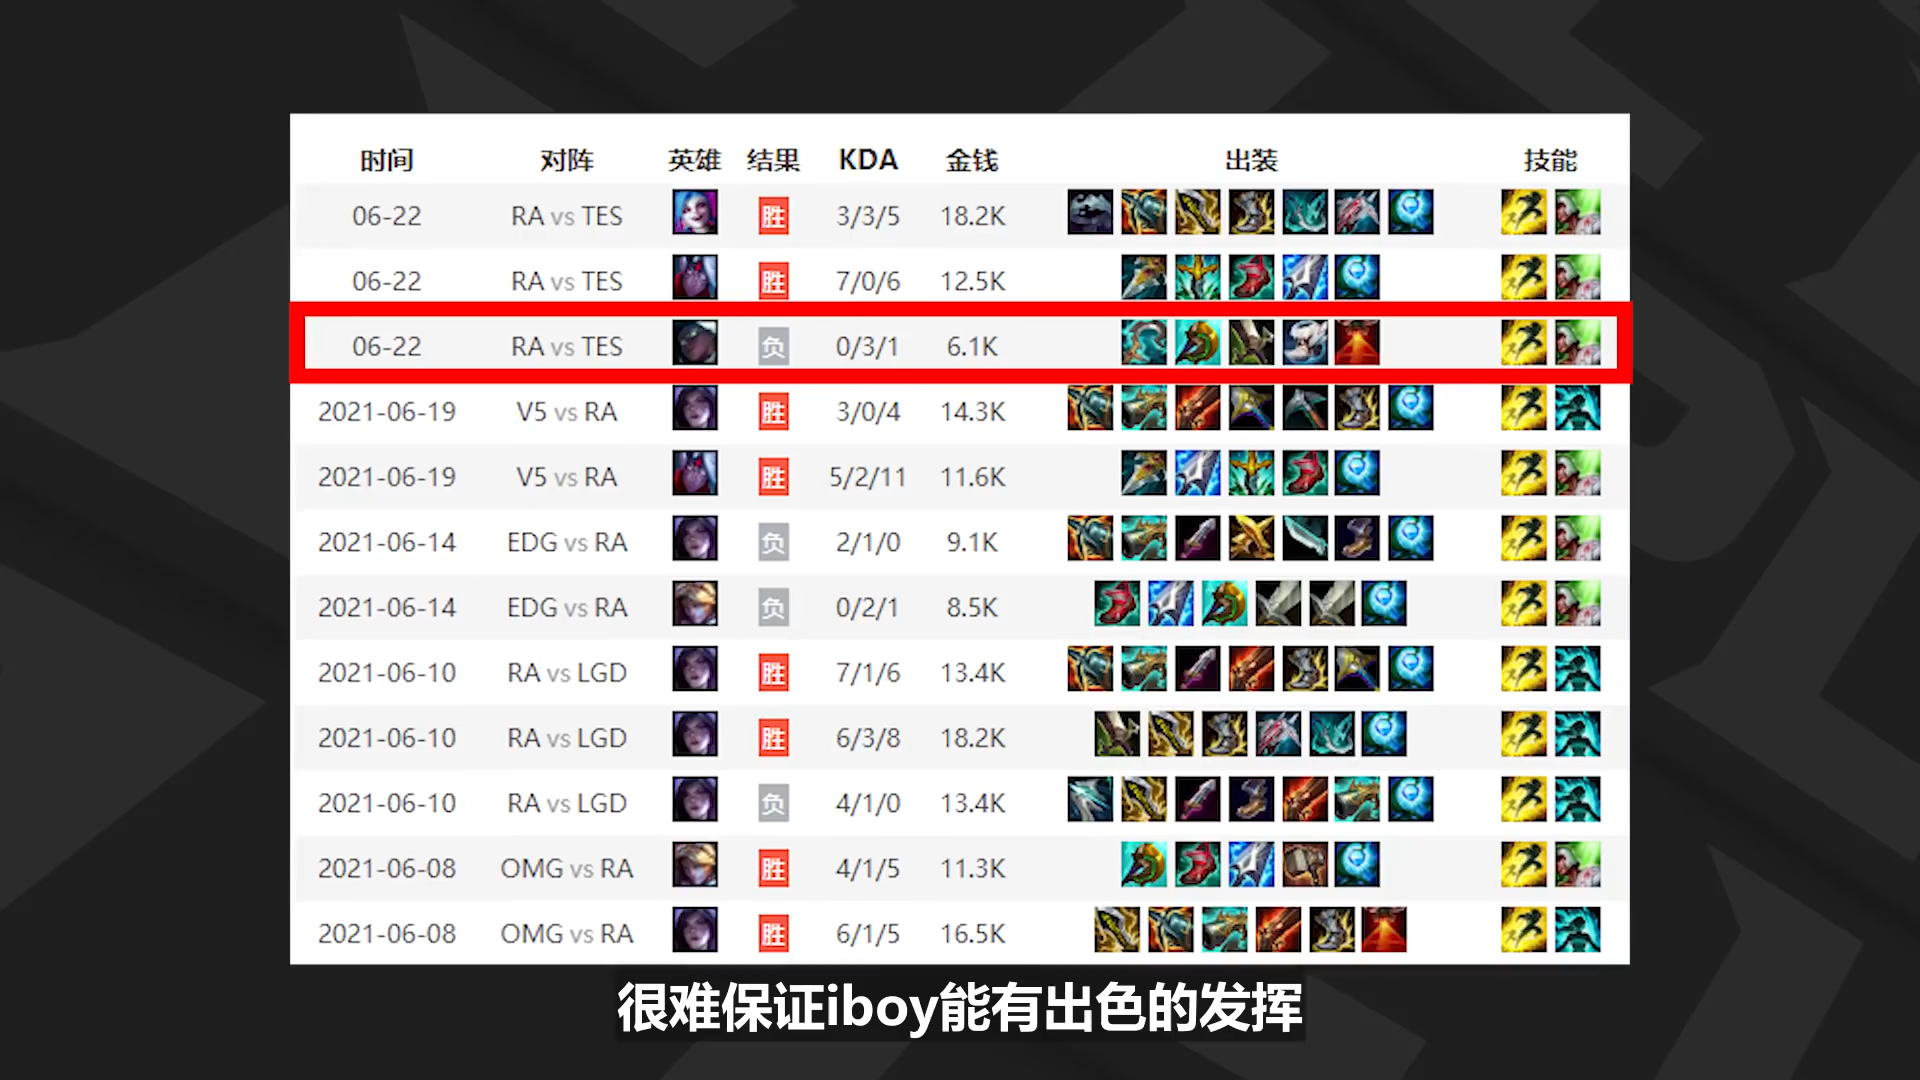 时间 对阵 英雄 结果 KDA 金钱 出装 技能
06-22 RA vs TES 胜 3/3/5 18.2K
06-22 RA vs TES 胜 7/0/6 12.5K
06-22 RA vs TES 负 0/3/1 6.1K
2021-06-19 V5 vs RA 胜 3/0/4 14.3K
2021-06-19 V5 vs RA 胜 5/2/11 11.6K
2021-06-14 EDG vs RA 负 2/1/0 9.1K
2021-06-14 EDG vs RA 负 0/2/1 8.5K
2021-06-10 RA vs LGD 胜 7/1/6 13.4K
2021-06-10 RA vs LGD 胜 6/3/8 18.2K
2021-06-10 RA vs LGD 负 4/1/0 13.4K
2021-06-08 OMG vs RA 胜 4/1/5 11.3K
2021-06-08 OMG vs RA 胜 6/1/5 16.5K
很难保证iboy能有出色的发挥